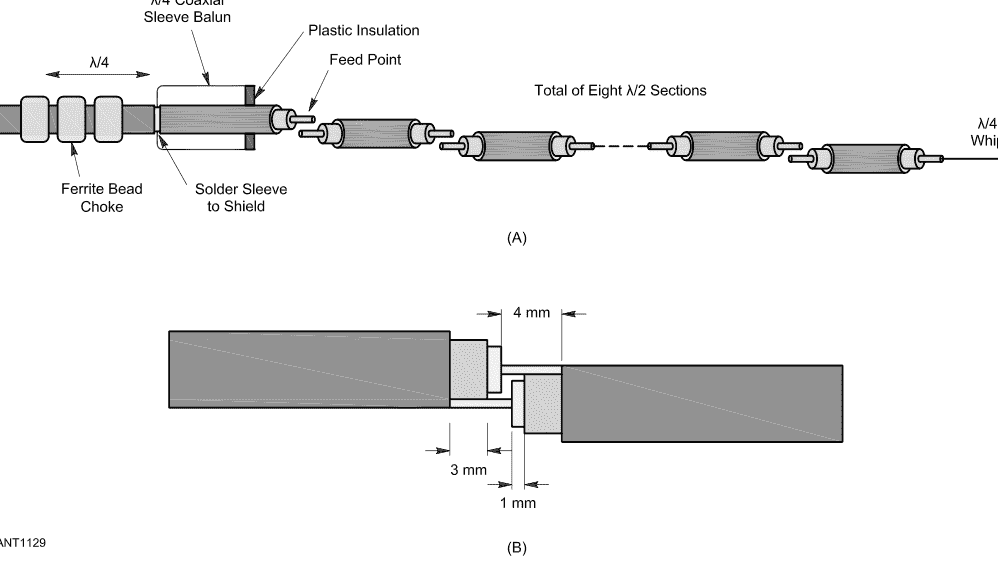 λ/4 Coaxial
Sleeve Balun
Plastic Insulation
λ/4
Feed Point
Total of Eight λ/2 Sections
λ/4
Ferrite Bead
Choke
Solder Sleeve
to Shield
(A)
4 mm
3 mm
1 mm
ANT1129
(B)